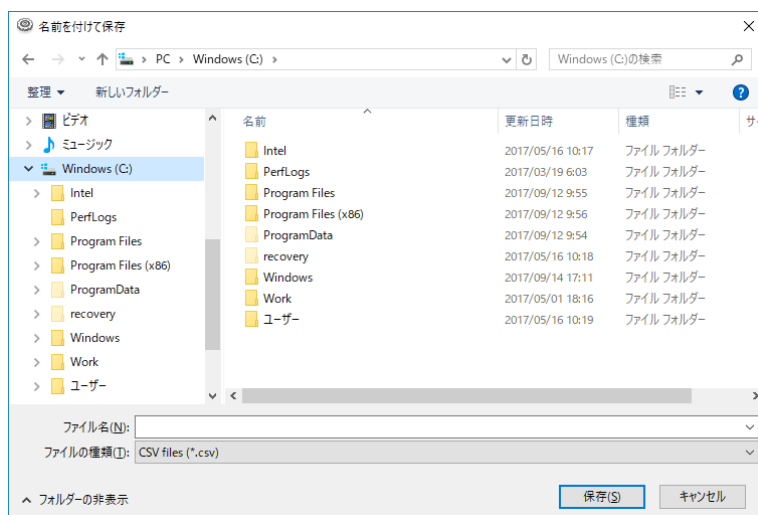 名前を付けて保存
PC > Windows (C:) >
Windows (C:)の検索
整理
新しいフォルダー
ビデオ
ミュージック
Windows (C:)
Intel
PerfLogs
Program Files
Program Files (x86)
ProgramData
recovery
Windows
Work
ユーザー
名前 更新日時 種類 サ
Intel 2017/05/16 10:17 ファイル フォルダー
PerfLogs 2017/03/19 6:03 ファイル フォルダー
Program Files 2017/09/12 9:55 ファイル フォルダー
Program Files (x86) 2017/09/12 9:56 ファイル フォルダー
ProgramData 2017/09/12 9:54 ファイル フォルダー
recovery 2017/05/16 10:18 ファイル フォルダー
Windows 2017/09/14 17:11 ファイル フォルダー
Work 2017/05/01 18:16 ファイル フォルダー
ユーザー 2017/05/16 10:19 ファイル フォルダー
ファイル名(N):
ファイルの種類(T): CSV files (*.csv)
フォルダーの非表示
保存(S)
キャンセル